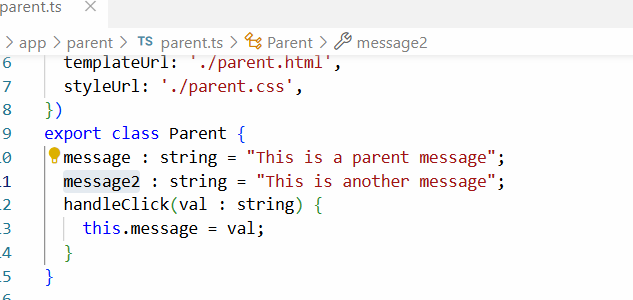 parent.ts ×
> app > parent > TS parent.ts > Parent > message2
6 templateUrl: './parent.html',
7 styleUrl: './parent.css',
8 })
9 export class Parent {
10 message : string = "This is a parent message";
11 message2 : string = "This is another message";
12 handleClick(val : string) {
13 this.message = val;
14 }
15 }